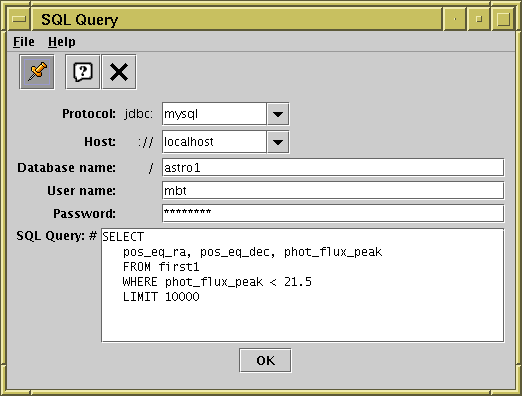 SQL Query
File Help
Protocol: jdbc: mysql
Host: :// localhost
Database name: / astro1
User name: mbt
Password: ********
SQL Query: # SELECT
pos_eq_ra, pos_eq_dec, phot_flux_peak
FROM first1
WHERE phot_flux_peak < 21.5
LIMIT 10000
OK